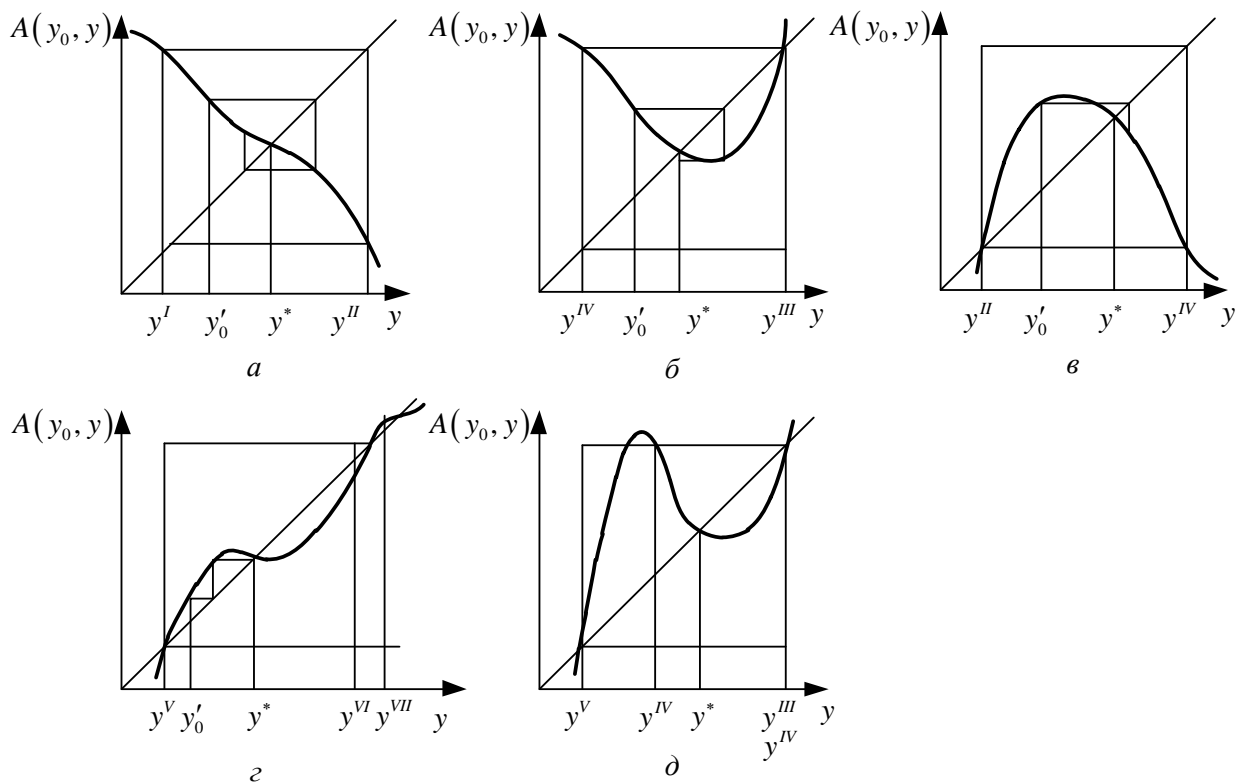 A(y₀, y) A(y₀, y) A(y₀, y)
y^I y′₀ y* y^II y y^IV y′₀ y* y^III y y^II y′₀ y* y^IV y
а б в
A(y₀, y) A(y₀, y)
y^V y′₀ y* y^VI y^VII y y^V y^IV y* y^III y
y^IV
г д